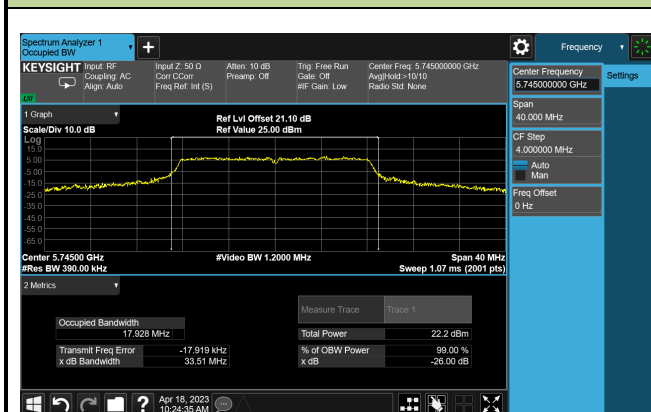 Spectrum Analyzer 1
Occupied BW
+
Frequency
KEYSIGHT
Input: RF
Coupling: AC
Align: Auto
Input Z: 50 Ω
Corr CCorr
Freq Ref: Int (S)
Atten: 10 dB
Preamp: Off
Trig: Free Run
Gate: Off
#IF Gain: Low
Center Freq: 5.745000000 GHz
Avg|Hold:>10/10
Radio Std: None
LXI
Center Frequency
5.745000000 GHz
Settings
Span
40.000 MHz
CF Step
4.000000 MHz
Auto
Man
Freq Offset
0 Hz
1 Graph
Scale/Div 10.0 dB
Ref Lvl Offset 21.10 dB
Ref Value 25.00 dBm
Log
15.0
5.00
-5.00
-15.0
-25.0
-35.0
-45.0
-55.0
-65.0
Center 5.74500 GHz
#Res BW 390.00 kHz
#Video BW 1.2000 MHz
Span 40 MHz
Sweep 1.07 ms (2001 pts)
2 Metrics
Measure Trace
Trace 1
Occupied Bandwidth
17.928 MHz
Total Power
22.2 dBm
Transmit Freq Error
-17.919 kHz
% of OBW Power
99.00 %
x dB Bandwidth
33.51 MHz
x dB
-26.00 dB
?
Apr 18, 2023
10:24:35 AM